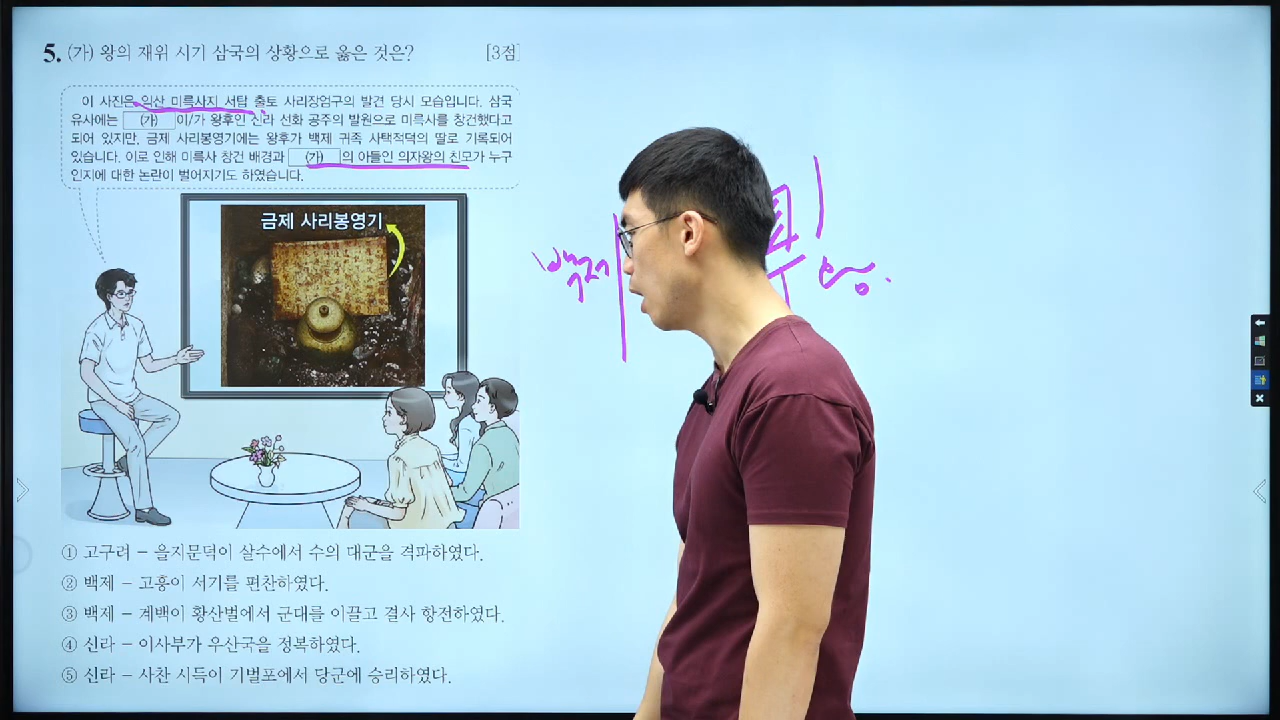 5. (가) 왕의 재위 시기 삼국의 상황으로 옳은 것은? [3점]
이 사진은 익산 미륵사지 서탑 출토 사리장엄구의 발견 당시 모습입니다. 삼국
유사에는 (가) 이/가 왕후인 신라 선화 공주의 발원으로 미륵사를 창건했다고
되어 있지만, 금제 사리봉영기에는 왕후가 백제 귀족 사택적덕의 딸로 기록되어
있습니다. 이로 인해 미륵사 창건 배경과 (가) 의 아들인 의자왕의 친모가 누구
인지에 대한 논란이 벌어지기도 하였습니다.
금제 사리봉영기
백제
왕.
① 고구려 – 을지문덕이 살수에서 수의 대군을 격파하였다.
② 백제 – 고흥이 서기를 편찬하였다.
③ 백제 – 계백이 황산벌에서 군대를 이끌고 결사 항전하였다.
④ 신라 – 이사부가 우산국을 정복하였다.
⑤ 신라 – 사찬 시득이 기벌포에서 당군에 승리하였다.